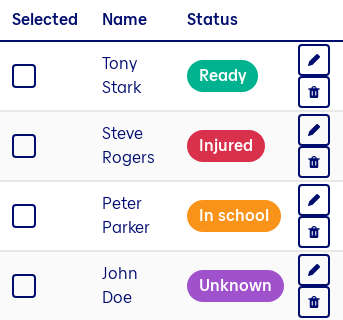 Selected Name Status
Tony
Stark
Ready
Steve
Rogers
Injured
Peter
Parker
In school
John
Doe
Unknown